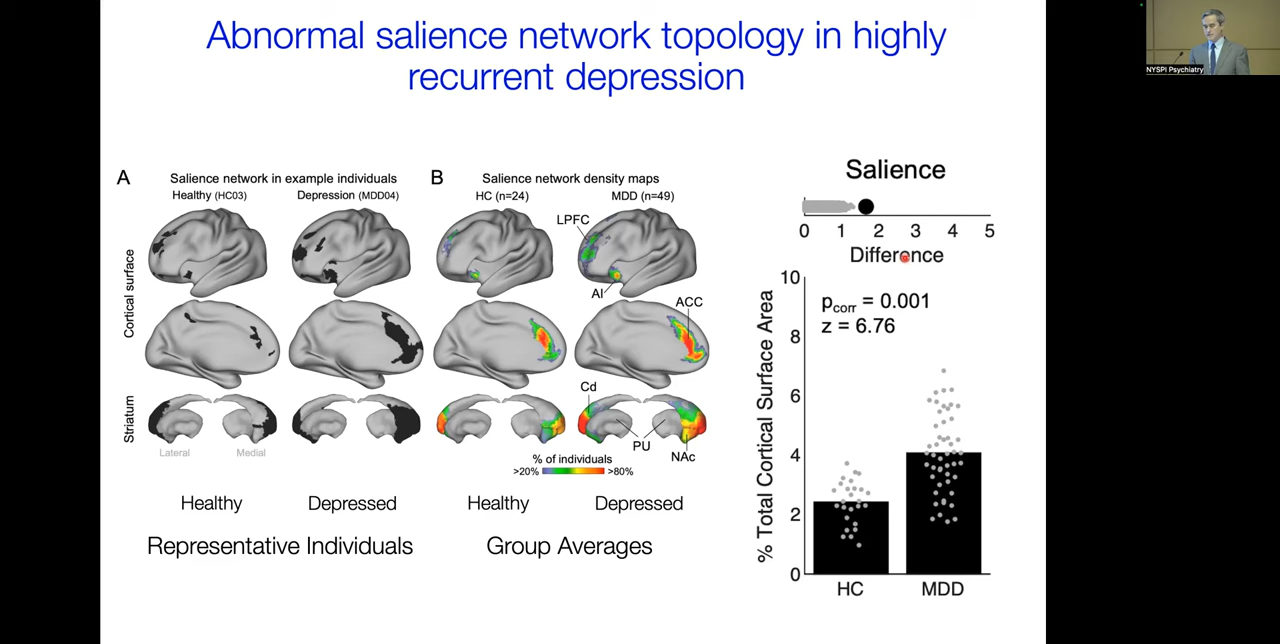 Abnormal salience network topology in highly
recurrent depression
NYSPI Psychiatry
A
Salience network in example individuals
Healthy (HC03)
Depression (MDD04)
B
Salience network density maps
HC (n=24)
MDD (n=49)
Cortical surface
Striatum
LPFC
AI
ACC
Cd
PU
NAc
Lateral
Medial
% of individuals
>20%
>80%
Healthy
Depressed
Healthy
Depressed
Representative Individuals
Group Averages
Salience
0 1 2 3 4 5
Difference
% Total Cortical Surface Area
10
8
6
4
2
0
pcorr = 0.001
z = 6.76
HC
MDD